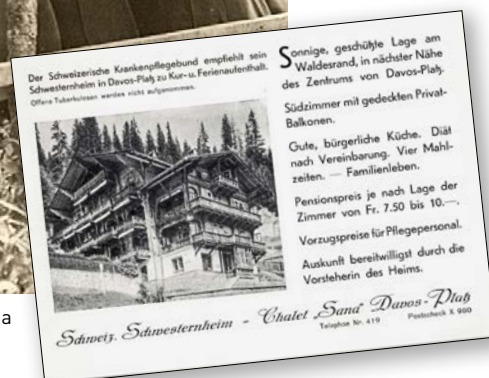 Der Schweizerische Krankenpflegebund empfiehlt sein
Schwesternheim in Davos-Platz zu Kur- u. Ferienaufenthalt.
Offene Tuberkulosen werden nicht aufgenommen.
Sonnige, geschützte Lage am
Waldesrand, in nächster Nähe
des Zentrums von Davos-Platz.
Südzimmer mit gedeckten Privat-
Balkonen.
Gute, bürgerliche Küche. Diät
nach Vereinbarung. Vier Mahl-
zeiten. — Familienleben.
Pensionspreis je nach Lage der
Zimmer von Fr. 7.50 bis 10.—.
Vorzugspreise für Pflegepersonal.
Auskunft bereitwilligst durch die
Vorsteherin des Heims.
Schweiz. Schwesternheim - Chalet „Sana" Davos-Platz
Telephon Nr. 419 Postscheck X 980
a